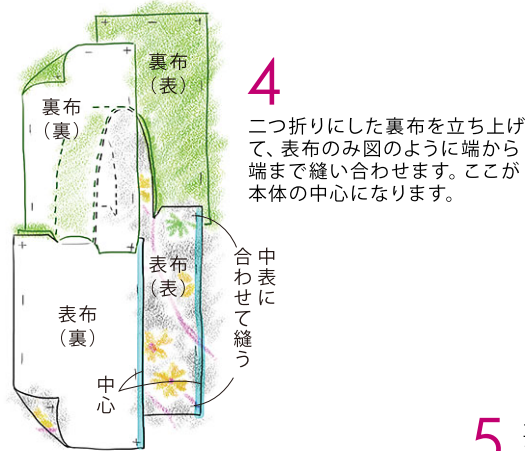 裏布
（表）
裏布
（裏）
4
二つ折りにした裏布を立ち上げ
て、表布のみ図のように端から
端まで縫い合わせます。ここが
本体の中心になります。
表布
（表）
中表に
合わせて縫う
表布
（裏）
中心
5